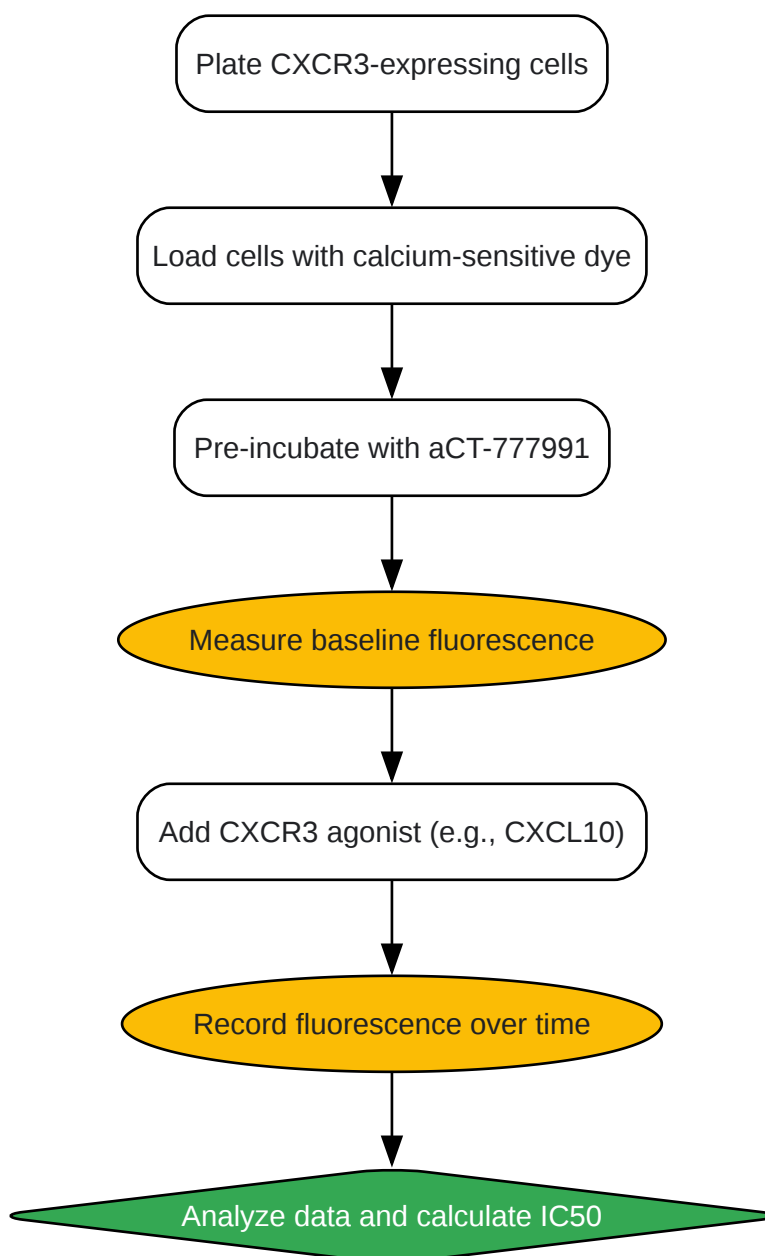 Plate CXCR3-expressing cells
Load cells with calcium-sensitive dye
Pre-incubate with aCT-777991
Measure baseline fluorescence
Add CXCR3 agonist (e.g., CXCL10)
Record fluorescence over time
Analyze data and calculate IC50